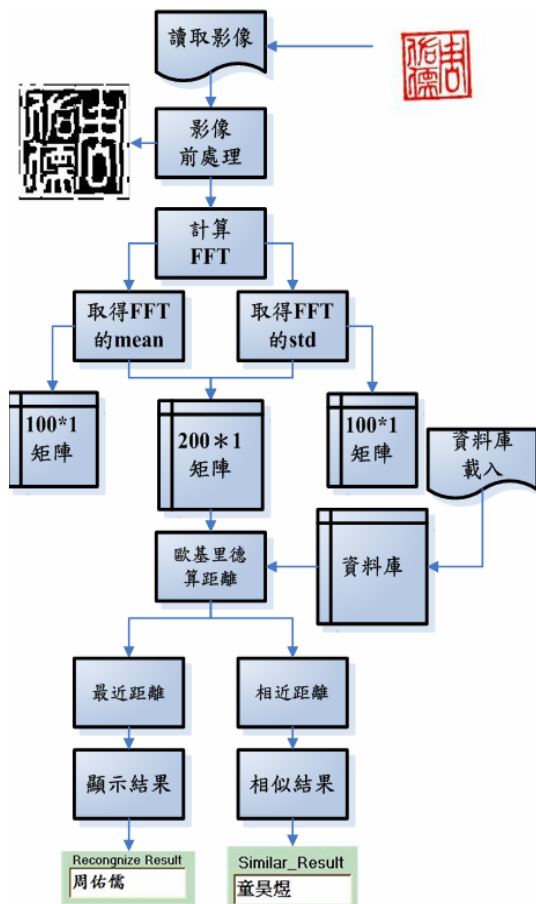 讀取影像
周
佑儒
影像
前處理
計算
FFT
取得FFT
的mean
取得FFT
的std
100*1
矩陣
200＊1
矩陣
100*1
矩陣
資料庫
載入
歐基里德
算距離
資料庫
最近距離
相近距離
顯示結果
相似結果
Recongnize Result
周佑儒
Similar_Result
童昊煜